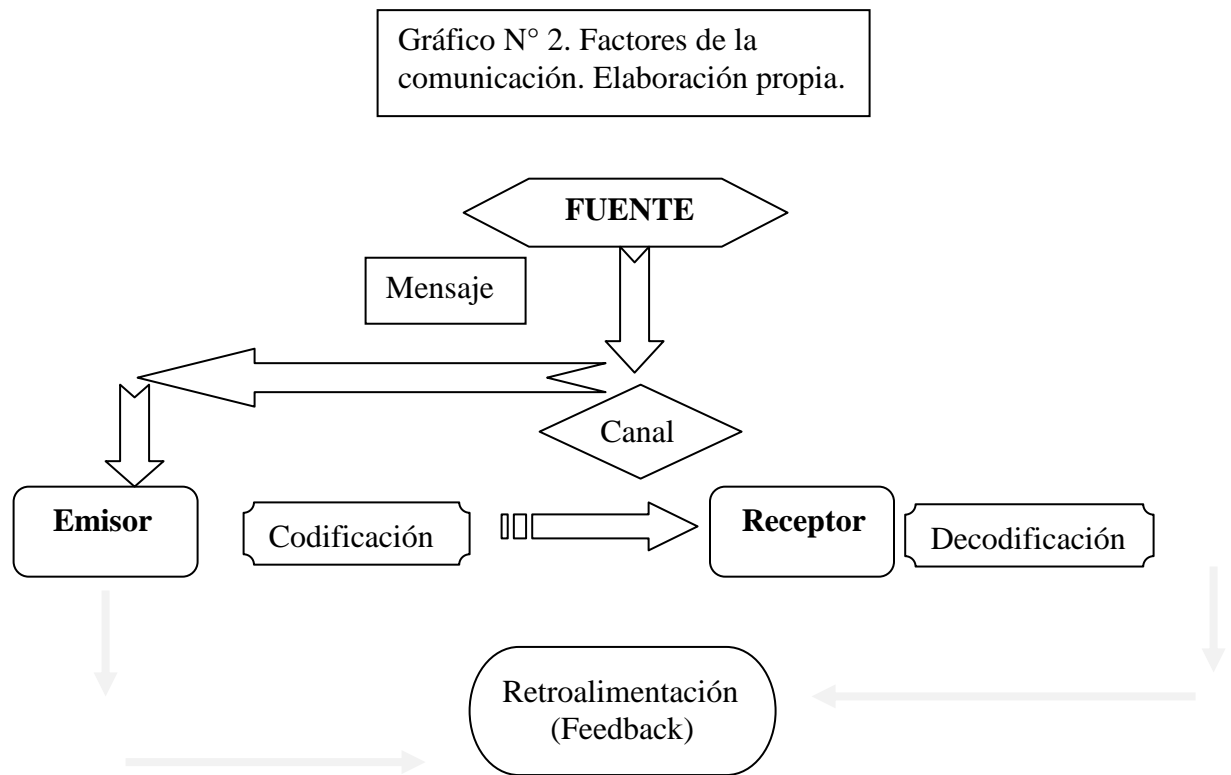 Gráfico N° 2. Factores de la
comunicación. Elaboración propia.
FUENTE
Mensaje
Canal
Emisor
Codificación
Receptor
Decodificación
Retroalimentación
(Feedback)